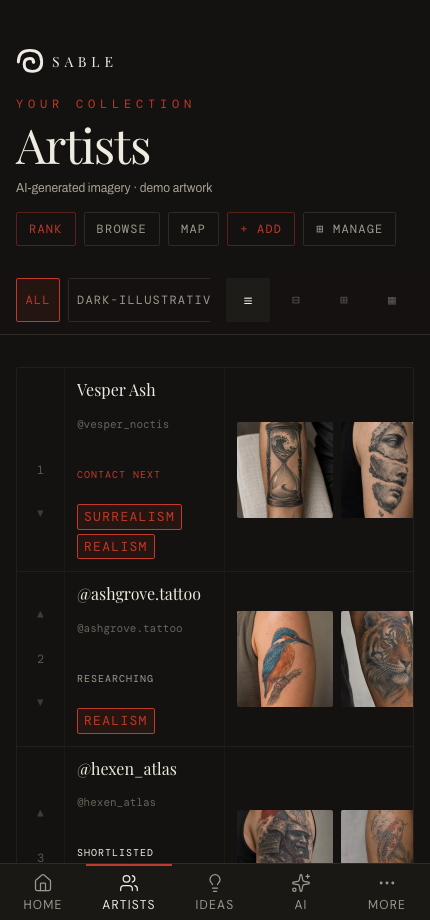 SABLE
YOUR COLLECTION
Artists
AI-generated imagery · demo artwork
RANK BROWSE MAP + ADD ⊞ MANAGE
ALL DARK-ILLUSTRATIV
Vesper Ash
@vesper_noctis
1
CONTACT NEXT
SURREALISM
REALISM
@ashgrove.tattoo
@ashgrove.tattoo
2
RESEARCHING
REALISM
@hexen_atlas
@hexen_atlas
3
SHORTLISTED
HOME ARTISTS IDEAS AI MORE